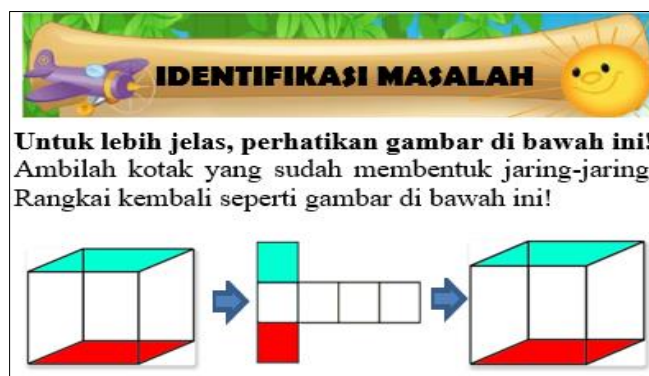 IDENTIFIKASI MASALAH
Untuk lebih jelas, perhatikan gambar di bawah ini!
Ambilah kotak yang sudah membentuk jaring-jaring
Rangkai kembali seperti gambar di bawah ini!